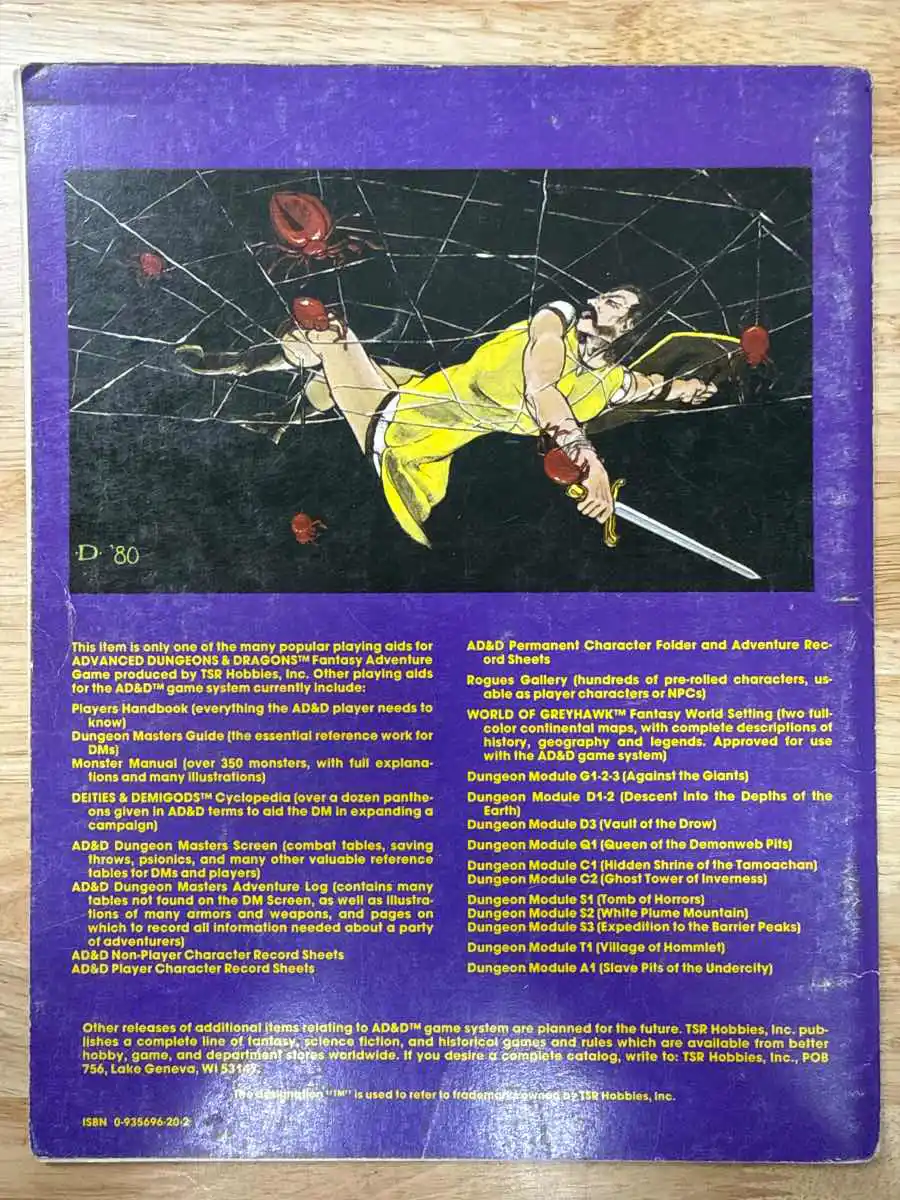 D. '80
This item is only one of the many popular playing aids for
ADVANCED DUNGEONS & DRAGONS™ Fantasy Adventure
Game produced by TSR Hobbies, Inc. Other playing aids
for the AD&D™ game system currently include:
Players Handbook (everything the AD&D player needs to
know)
Dungeon Masters Guide (the essential reference work for
DMs)
Monster Manual (over 350 monsters, with full explana-
tions and many illustrations)
DEITIES & DEMIGODS™ Cyclopedia (over a dozen panthe-
ons given in AD&D terms to aid the DM in expanding a
campaign)
AD&D Dungeon Masters Screen (combat tables, saving
throws, psionics, and many other valuable reference
tables for DMs and players)
AD&D Dungeon Masters Adventure Log (contains many
tables not found on the DM Screen, as well as illustra-
tions of many armors and weapons, and pages on
which to record all information needed about a party
of adventurers)
AD&D Non-Player Character Record Sheets
AD&D Player Character Record Sheets
AD&D Permanent Character Folder and Adventure Rec-
ord Sheets
Rogues Gallery (hundreds of pre-rolled characters, us-
able as player characters or NPCs)
WORLD OF GREYHAWK™ Fantasy World Setting (two full-
color continental maps, with complete descriptions of
history, geography and legends. Approved for use
with the AD&D game system)
Dungeon Module G1-2-3 (Against the Giants)
Dungeon Module D1-2 (Descent Into the Depths of the
Earth)
Dungeon Module D3 (Vault of the Drow)
Dungeon Module Q1 (Queen of the Demonweb Pits)
Dungeon Module C1 (Hidden Shrine of the Tamoachan)
Dungeon Module C2 (Ghost Tower of Inverness)
Dungeon Module S1 (Tomb of Horrors)
Dungeon Module S2 (White Plume Mountain)
Dungeon Module S3 (Expedition to the Barrier Peaks)
Dungeon Module T1 (Village of Hommlet)
Dungeon Module A1 (Slave Pits of the Undercity)
Other releases of additional items relating to AD&D™ game system are planned for the future. TSR Hobbies, Inc. pub-
lishes a complete line of fantasy, science fiction, and historical games and rules which are available from better
hobby, game, and department stores worldwide. If you desire a complete catalog, write to: TSR Hobbies, Inc., POB
756, Lake Geneva, WI 53147.
The designation "TM" is used to refer to trademarks owned by TSR Hobbies, Inc.
ISBN 0-935696-20-2